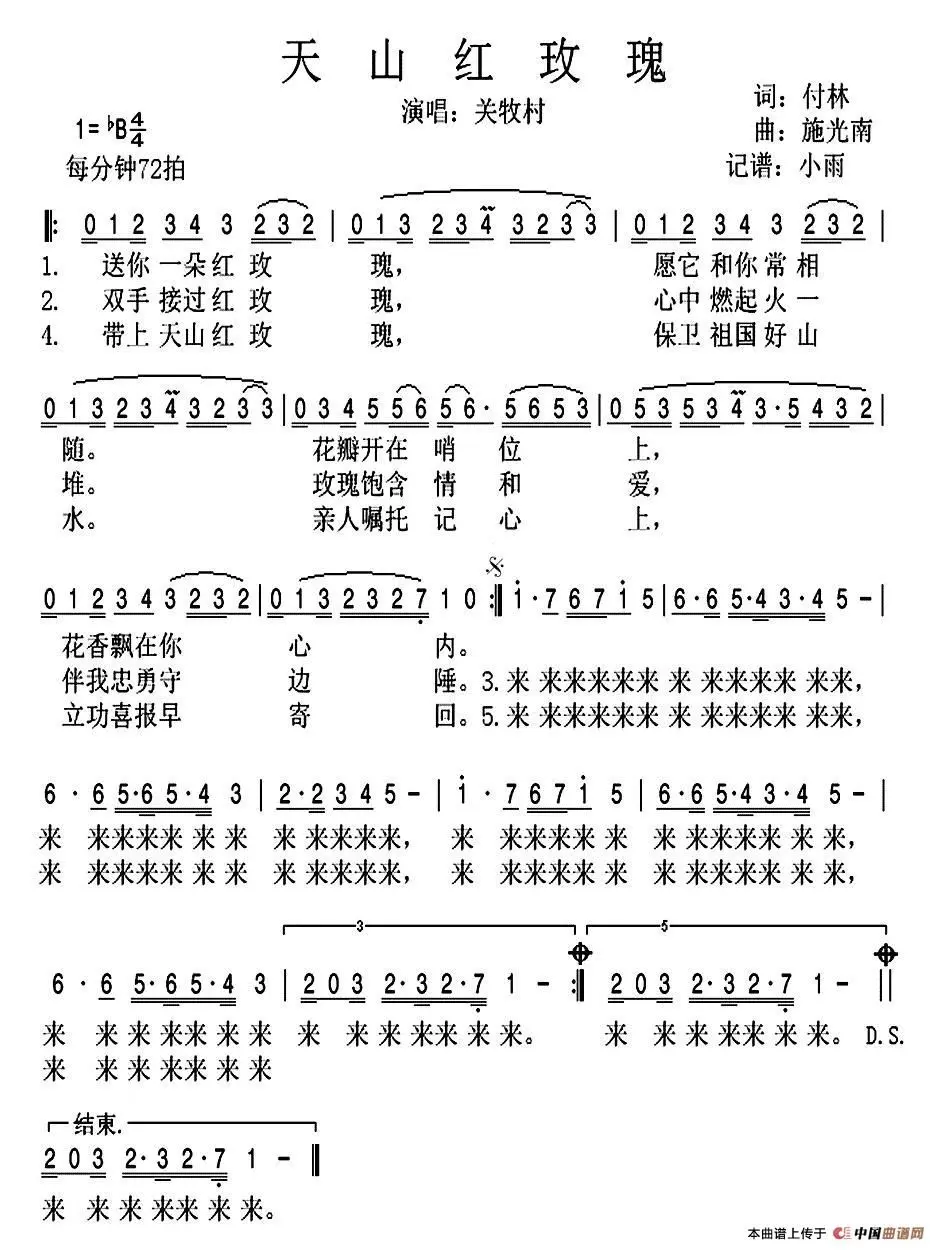 天山红玫瑰
演唱：关牧村
词：付林
1=♭B 4/4
曲：施光南
每分钟72拍
记谱：小雨
‖: 0 1 2 3 4 3 2 3 2 | 0 1 3 2 3 4 3 2 3 3 | 0 1 2 3 4 3 2 3 2 |
1. 送你一朵红玫 瑰， 愿它和你常相
2. 双手接过红玫 瑰， 心中燃起火一
4. 带上天山红玫 瑰， 保卫祖国好山
0 1 3 2 3 4 3 2 3 3 | 0 3 4 5 5 6 5 6· 5 6 5 3 | 0 5 3 5 3 4 3·5 4 3 2 |
随。 花瓣开在哨位 上，
堆。 玫瑰饱含情和 爱，
水。 亲人嘱托记心 上，
0 1 2 3 4 3 2 3 2 | 0 1 3 2 3 2 7 1 0 :‖ 1·7 6 7 1 5 | 6·6 5·4 3·4 5 - |
花香飘在你 心 内。
伴我忠勇守 边 陲。3.来 来来来来来 来 来来来来来 来来，
立功喜报早 寄 回。5.来 来来来来来 来 来来来来来 来来，
6·6 5·6 5·4 3 | 2·2 3 4 5 - | 1·7 6 7 1 5 | 6·6 5·4 3·4 5 - |
来 来来来来 来 来 来 来来来来， 来 来来来来 来 来 来来来来 来 来，
来 来来来来 来 来 来 来来来来， 来 来来来来 来 来 来来来来 来 来，
3 5
6·6 5·6 5·4 3 | 2 0 3 2·3 2·7 1 - :‖ 2 0 3 2·3 2·7 1 - ‖
来 来 来 来来 来 来 来 来 来 来来 来 来。 来 来 来 来来 来 来。 D.S.
来 来 来 来来 来 来
结束.
2 0 3 2·3 2·7 1 - ‖
来 来 来 来来 来 来。
本曲谱上传于 中国曲谱网